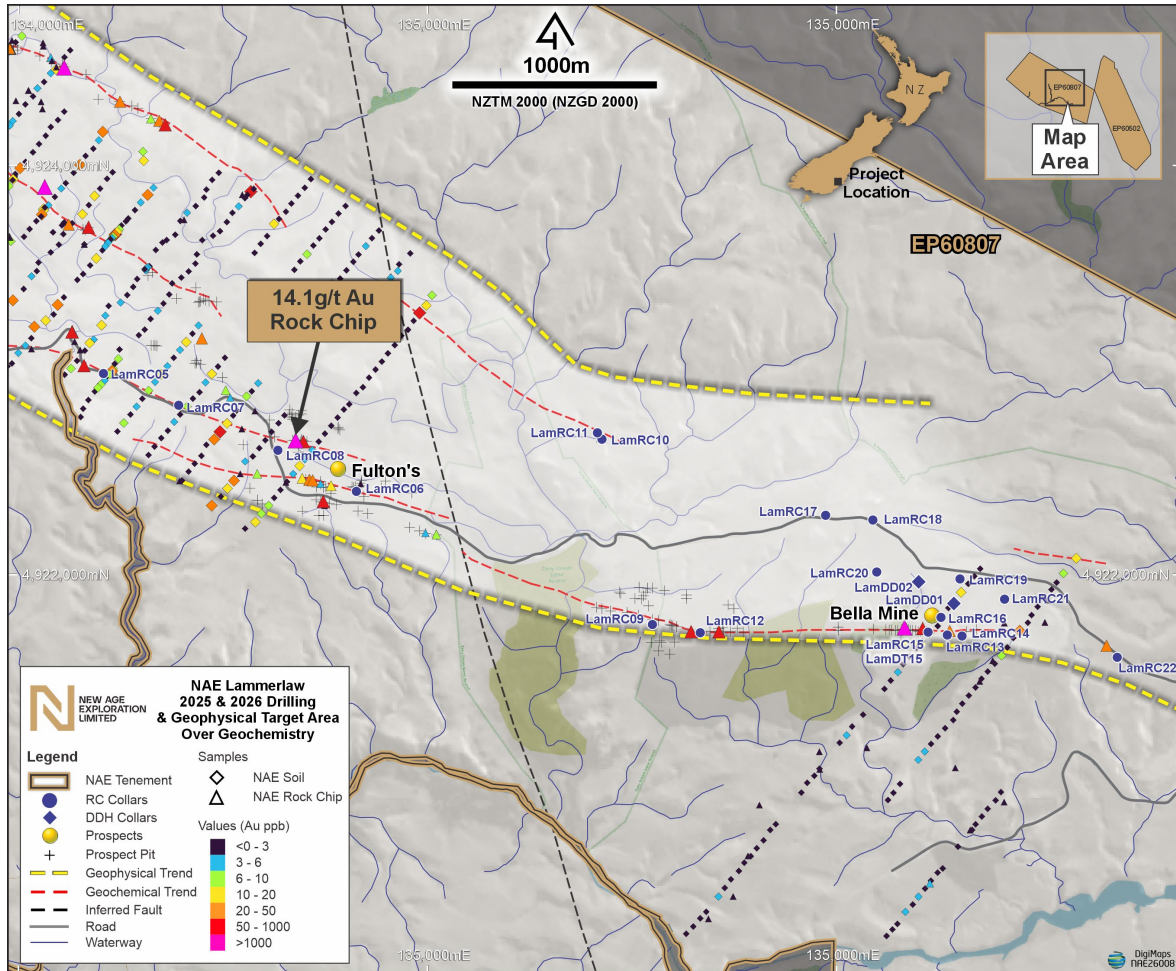 134,000mE
135,000mE
135,000mE
1000m
NZTM 2000 (NZGD 2000)
N Z
Project
Location
EP60807
EP60602
Map
Area
4,924,000mN
EP60807
14.1g/t Au
Rock Chip
LamRC05
LamRC07
LamRC11
LamRC10
LamRC08
Fulton's
LamRC06
LamRC17
LamRC18
4,922,000mN
4,922,000mN
LamRC20
LamRC19
LamDD02
LamDD01
LamRC21
Bella Mine
LamRC16
LamRC09
LamRC12
LamRC14
LamRC15
LamRC13
LamDT15
LamRC22
NEW AGE
EXPLORATION
LIMITED
NAE Lammerlaw
2025 & 2026 Drilling
& Geophysical Target Area
Over Geochemistry
Legend
NAE Tenement
RC Collars
DDH Collars
Prospects
Prospect Pit
Geophysical Trend
Geochemical Trend
Inferred Fault
Road
Waterway
Samples
NAE Soil
NAE Rock Chip
Values (Au ppb)
<0 - 3
3 - 6
6 - 10
10 - 20
20 - 50
50 - 1000
>1000
135,000mE
135,000mE
DigiMaps
NAE26008